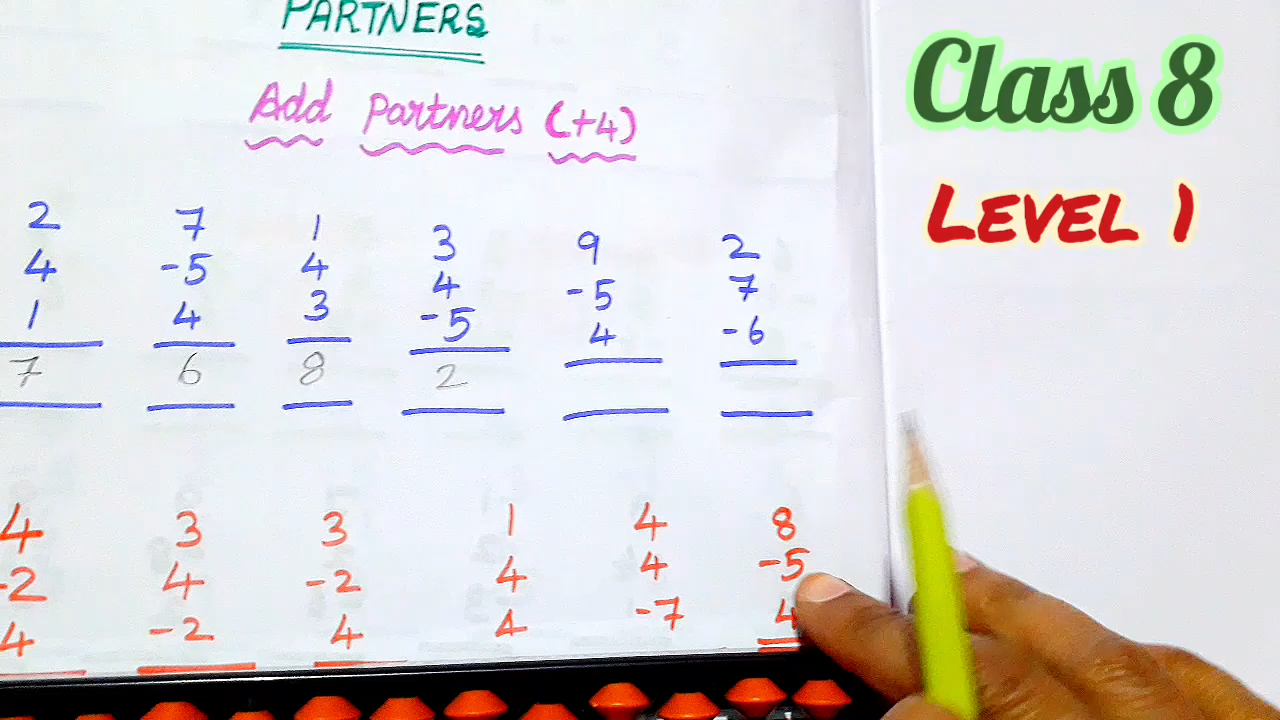 PARTNERS
Add Partners (+4)
Class 8
LEVEL 1
2 7 1 3 9 2
4 -5 4 4 -5 7
1 4 3 -5 4 -6
7 6 8 2
4 3 3 1 4 8
-2 4 -2 4 4 -5
4 -2 4 4 -7 4